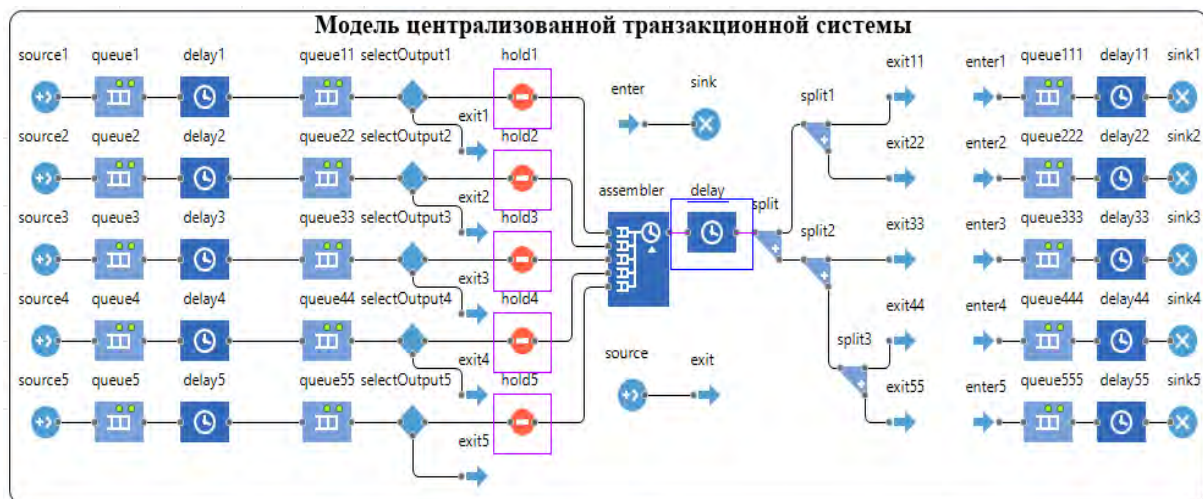 Модель централизованной транзакционной системы
source1 queue1 delay1 queue11 selectOutput1 hold1 exit11 enter1 queue111 delay11 sink1
enter sink split1
exit1
source2 queue2 delay2 queue22 selectOutput2 hold2 exit22 enter2 queue222 delay22 sink2
exit2 assembler delay split
source3 queue3 delay3 queue33 selectOutput3 hold3 split2 exit33 enter3 queue333 delay33 sink3
exit3
source4 queue4 delay4 queue44 selectOutput4 hold4 exit44 enter4 queue444 delay44 sink4
exit4 source exit split3
source5 queue5 delay5 queue55 selectOutput5 hold5 exit55 enter5 queue555 delay55 sink5
exit5